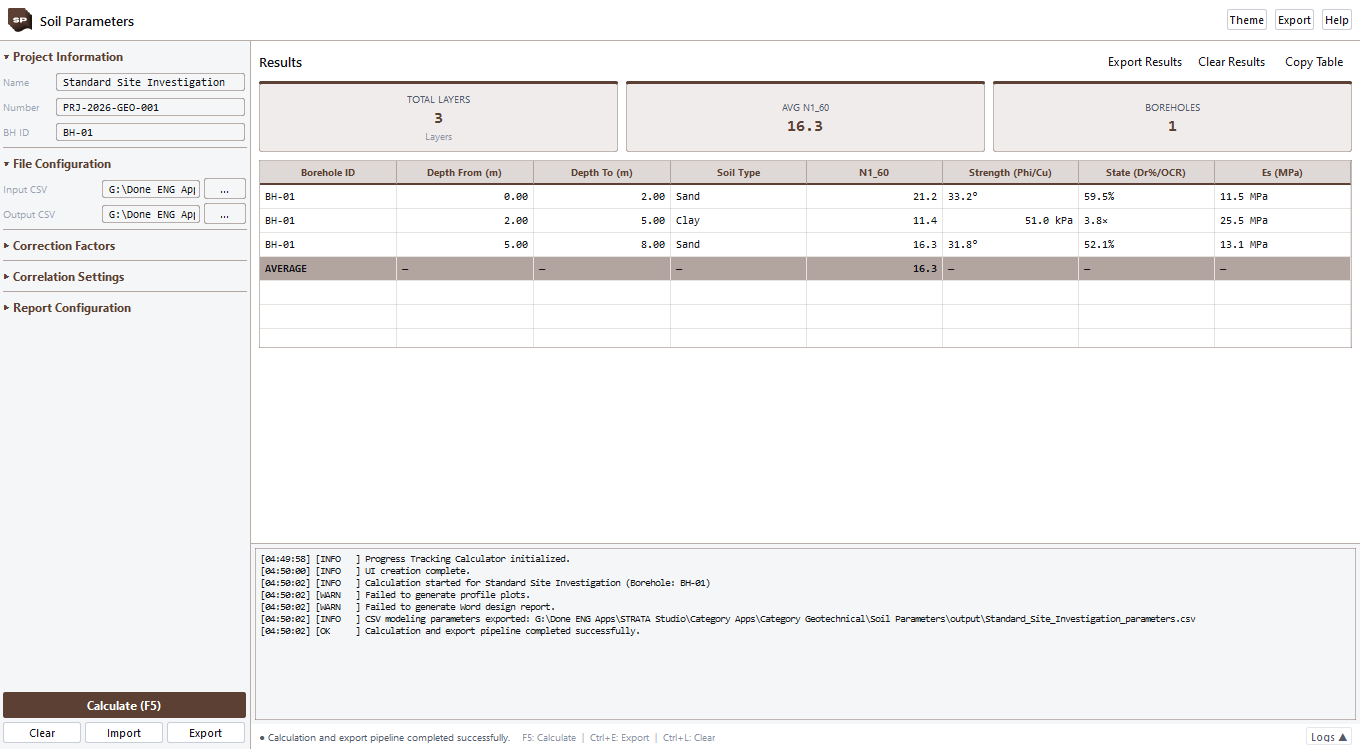 SP Soil Parameters Theme Export Help
▾ Project Information
Name Standard Site Investigation
Number PRJ-2026-GEO-001
BH ID BH-01
▾ File Configuration
Input CSV G:\Done ENG Ap ...
Output CSV G:\Done ENG Ap ...
▸ Correction Factors
▸ Correlation Settings
▸ Report Configuration
Calculate (F5)
Clear Import Export
Results Export Results Clear Results Copy Table
TOTAL LAYERS
3
Layers
AVG N1_60
16.3
BOREHOLES
1
Borehole ID Depth From (m) Depth To (m) Soil Type N1_60 Strength (Phi/Cu) State (Dr%/OCR) Es (MPa)
BH-01 0.00 2.00 Sand 21.2 33.2° 59.5% 11.5 MPa
BH-01 2.00 5.00 Clay 11.4 51.0 kPa 3.8× 25.5 MPa
BH-01 5.00 8.00 Sand 16.3 31.8° 52.1% 13.1 MPa
AVERAGE — — — 16.3 — — —
[04:49:58] [INFO ] Progress Tracking Calculator initialized.
[04:50:00] [INFO ] UI creation complete.
[04:50:02] [INFO ] Calculation started for Standard Site Investigation (Borehole: BH-01)
[04:50:02] [WARN ] Failed to generate profile plots.
[04:50:02] [WARN ] Failed to generate Word design report.
[04:50:02] [INFO ] CSV modeling parameters exported: G:\Done ENG Apps\STRATA Studio\Category Apps\Category Geotechnical\Soil Parameters\output\Standard_Site_Investigation_parameters.csv
[04:50:02] [OK ] Calculation and export pipeline completed successfully.
● Calculation and export pipeline completed successfully. F5: Calculate | Ctrl+E: Export | Ctrl+L: Clear Logs ▲